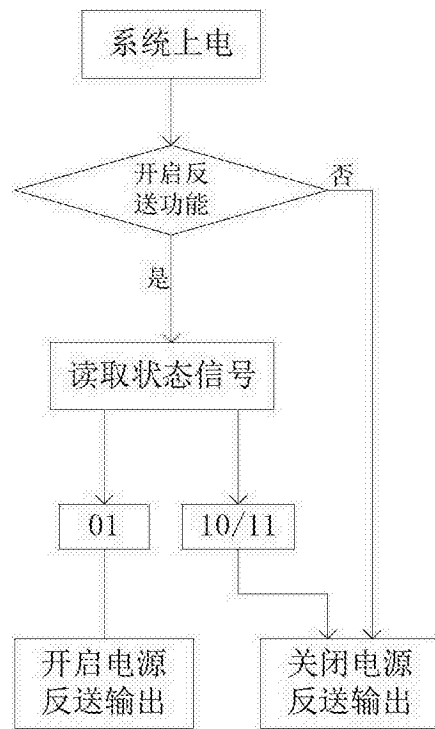 系统上电
开启反
送功能
否
是
读取状态信号
01
10/11
开启电源
反送输出
关闭电源
反送输出